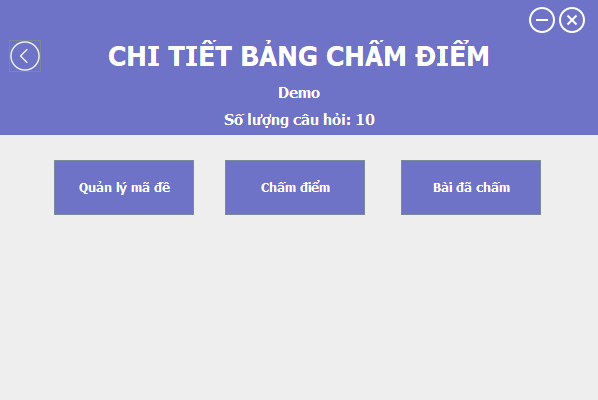 CHI TIẾT BẢNG CHẤM ĐIỂM
Demo
Số lượng câu hỏi: 10
Quản lý mã đề
Chấm điểm
Bài đã chấm